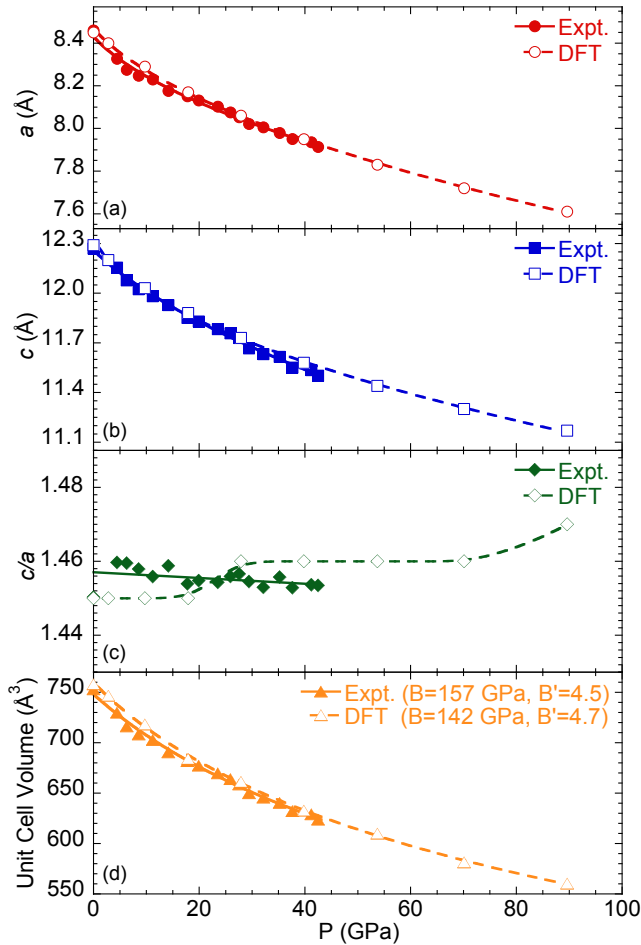 8.4
8.2
8.0
7.8
7.6
a (Å)
Expt.
DFT
(a)
12.3
12.0
11.7
11.4
11.1
c (Å)
Expt.
DFT
(b)
1.48
1.46
1.44
c/a
Expt.
DFT
(c)
750
700
650
600
550
Unit Cell Volume (Å³)
Expt. (B=157 GPa, B'=4.5)
DFT (B=142 GPa, B'=4.7)
(d)
0 20 40 60 80 100
P (GPa)